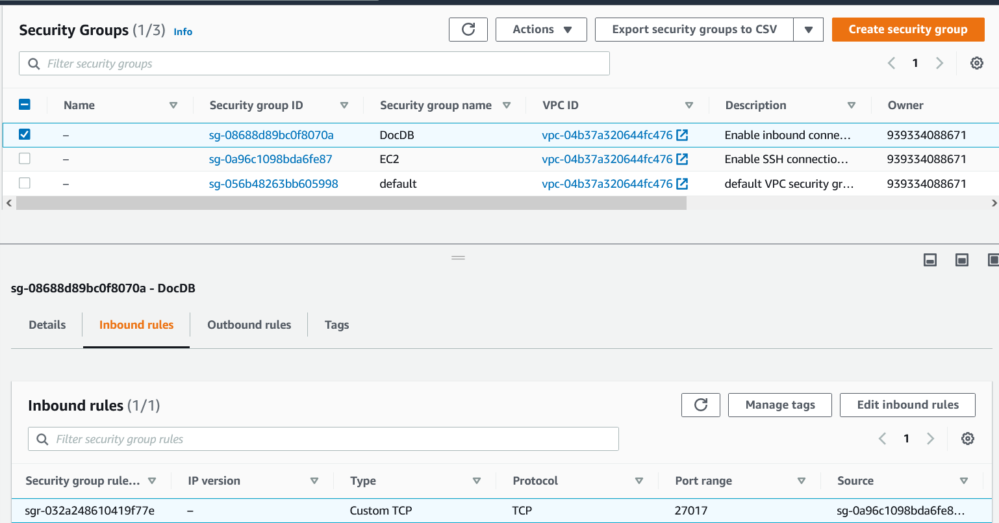 Security Groups (1/3) Info Actions Export security groups to CSV Create security group
Filter security groups 1
Name Security group ID Security group name VPC ID Description Owner
– sg-08688d89bc0f8070a DocDB vpc-04b37a320644fc476 Enable inbound conne… 939334088671
– sg-0a96c1098bda6fe87 EC2 vpc-04b37a320644fc476 Enable SSH connectio… 939334088671
– sg-056b48263bb605998 default vpc-04b37a320644fc476 default VPC security gr… 939334088671
sg-08688d89bc0f8070a - DocDB
Details Inbound rules Outbound rules Tags
Inbound rules (1/1) Manage tags Edit inbound rules
Filter security group rules 1
Security group rule… IP version Type Protocol Port range Source
sgr-032a248610419f77e – Custom TCP TCP 27017 sg-0a96c1098bda6fe8…